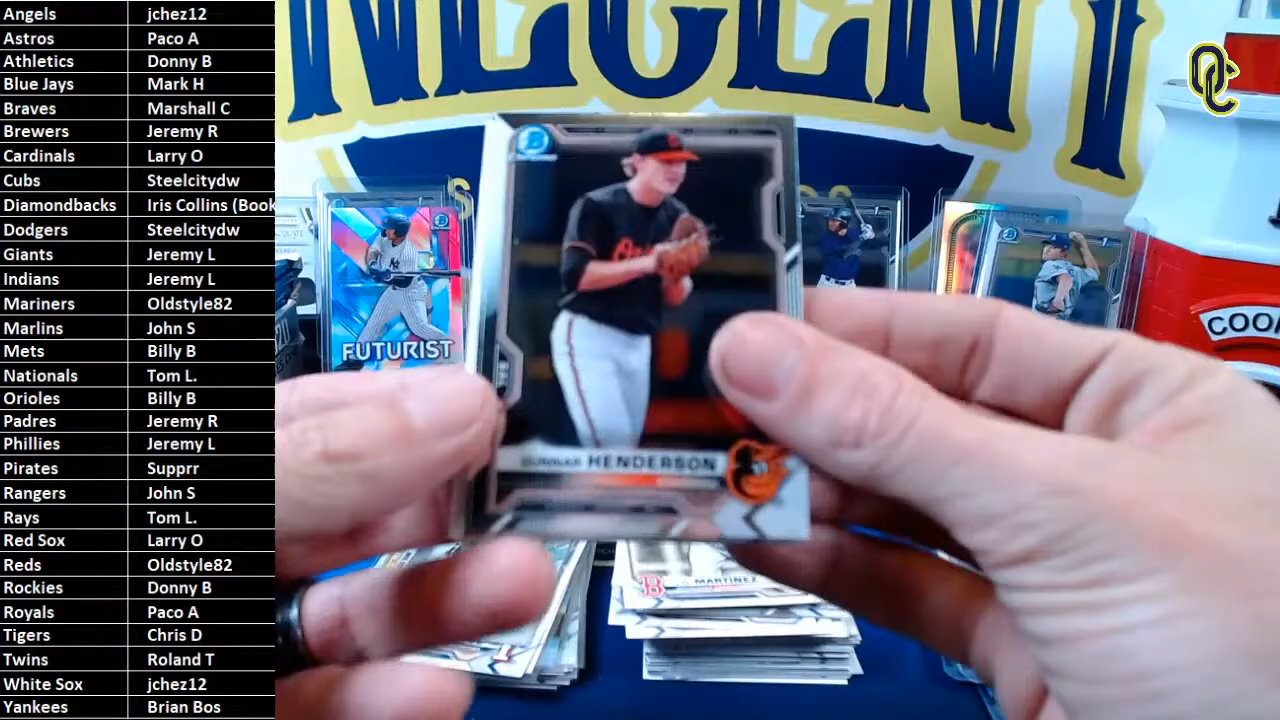 Angels jchez12
Astros Paco A
Athletics Donny B
Blue Jays Mark H
Braves Marshall C
Brewers Jeremy R
Cardinals Larry O
Cubs Steelcitydw
Diamondbacks Iris Collins (Book
Dodgers Steelcitydw
Giants Jeremy L
Indians Jeremy L
Mariners Oldstyle82
Marlins John S
Mets Billy B
Nationals Tom L.
Orioles Billy B
Padres Jeremy R
Phillies Jeremy L
Pirates Supprr
Rangers John S
Rays Tom L.
Red Sox Larry O
Reds Oldstyle82
Rockies Donny B
Royals Paco A
Tigers Chris D
Twins Roland T
White Sox jchez12
Yankees Brian Bos
OC
FUTURIST
HENDERSON
MARTINEZ
B